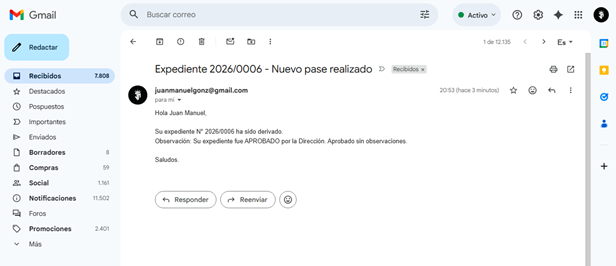 Gmail
Buscar correo
Activo
Redactar
1 de 12.135
Es
Recibidos 7.808
Destacados
Pospuestos
Importantes
Enviados
Borradores 8
Compras 59
Social 1.161
Notificaciones 11.502
Foros
Promociones 2.401
Más
Expediente 2026/0006 - Nuevo pase realizado
Recibidos ×
juanmanuelgonz@gmail.com
20:53 (hace 3 minutos)
para mí
Hola Juan Manuel,
Su expediente N° 2026/0006 ha sido derivado.
Observación: Su expediente fue APROBADO por la Dirección. Aprobado sin observaciones.
Saludos.
Responder
Reenviar